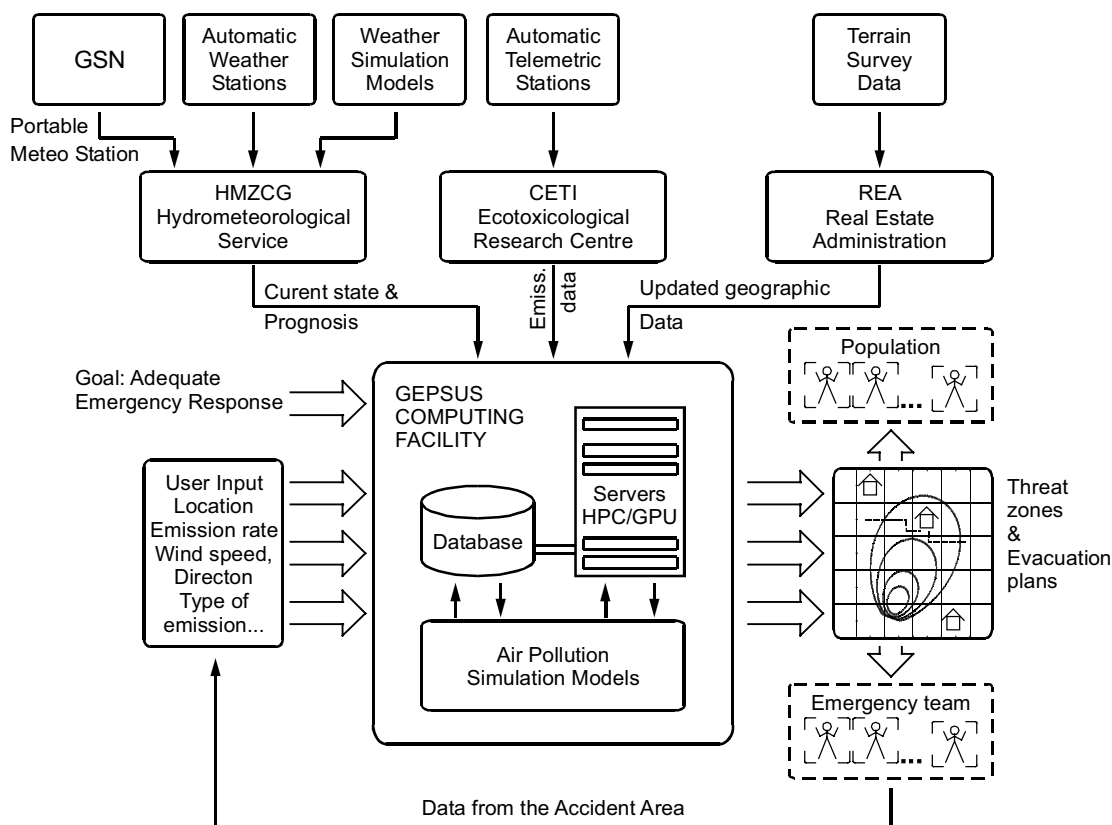 GSN
Automatic
Weather
Stations
Weather
Simulation
Models
Automatic
Telemetric
Stations
Terrain
Survey
Data
Portable
Meteo Station
HMZCG
Hydrometeorological
Service
CETI
Ecotoxicological
Research Centre
REA
Real Estate
Administration
Curent state &
Prognosis
Emiss.
data
Updated geographic
Data
Goal: Adequate
Emergency Response
GEPSUS
COMPUTING
FACILITY
Population
...
User Input
Location
Emission rate
Wind speed,
Directon
Type of
emission...
Database
Servers
HPC/GPU
Threat
zones
&
Evacuation
plans
Air Pollution
Simulation Models
Emergency team
...
Data from the Accident Area